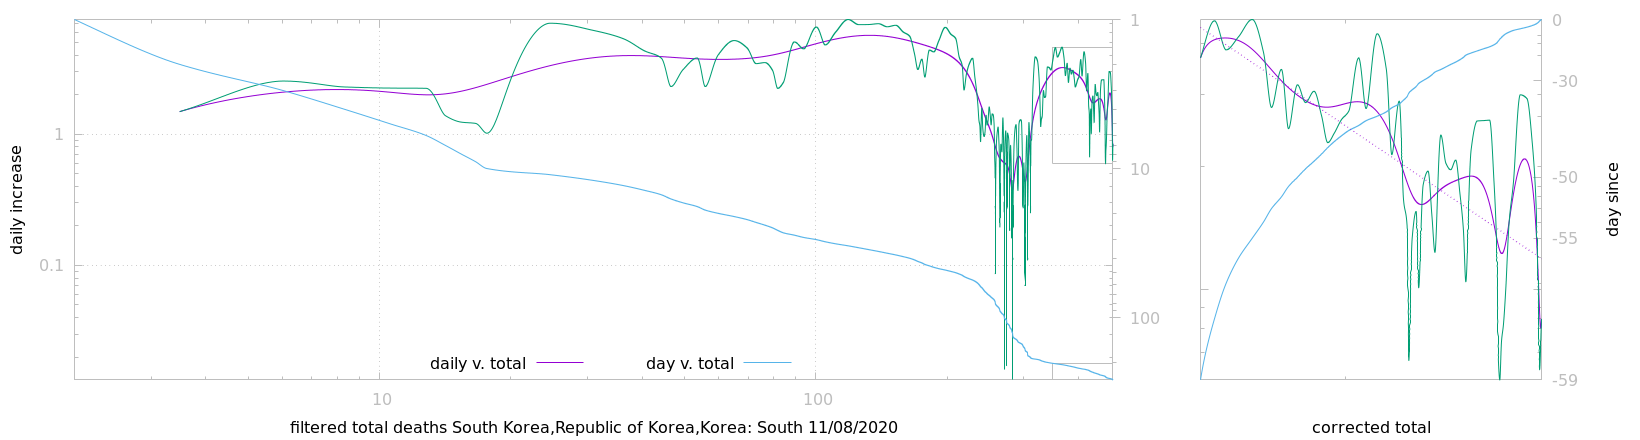 1
0
-30
1
daily increase
10
-50
day since
-55
0.1
100
daily v. total
day v. total
-59
10
100
filtered total deaths South Korea,Republic of Korea,Korea: South 11/08/2020
corrected total